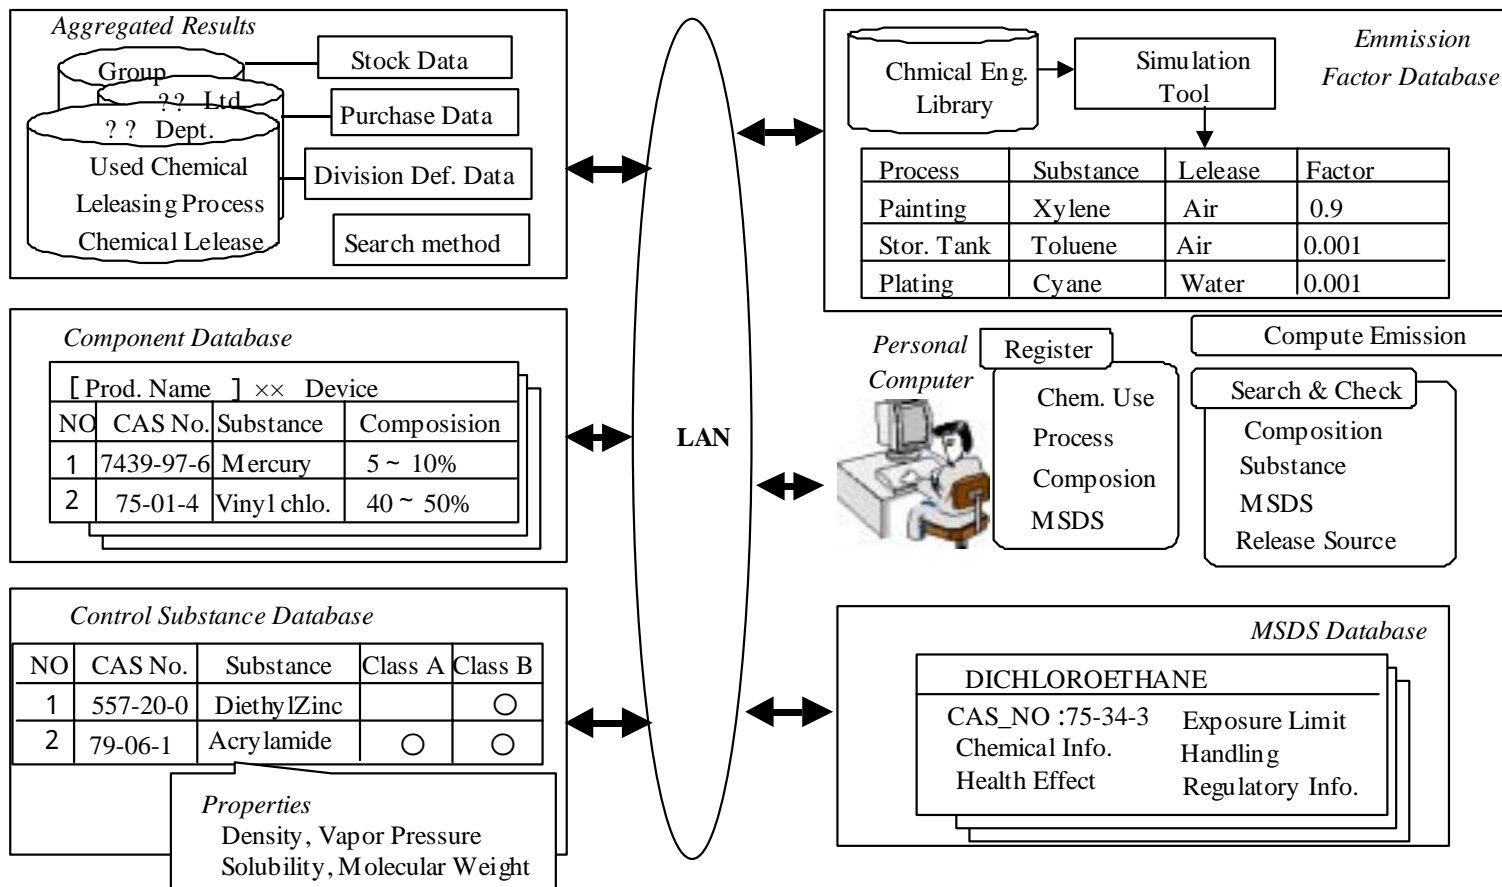 Aggregated Results
Group
?? Ltd
?? Dept.
Used Chemical
Leleasing Process
Chemical Lelease
Stock Data
Purchase Data
Division Def. Data
Search method
Component Database
[Prod. Name ] ×× Device
NO CAS No. Substance Composision
1 7439-97-6 Mercury 5 ~ 10%
2 75-01-4 Vinyl chlo. 40 ~ 50%
Control Substance Database
NO CAS No. Substance Class A Class B
1 557-20-0 DiethylZinc ○
2 79-06-1 Acrylamide ○ ○
Properties
Density, Vapor Pressure
Solubility, Molecular Weight
LAN
Emmission
Factor Database
Chmical Eng.
Library
Simulation
Tool
Process Substance Lelease Factor
Painting Xylene Air 0.9
Stor. Tank Toluene Air 0.001
Plating Cyane Water 0.001
Personal
Computer
Register
Chem. Use
Process
Composion
MSDS
Compute Emission
Search & Check
Composition
Substance
MSDS
Release Source
MSDS Database
DICHLOROETHANE
CAS_NO :75-34-3
Chemical Info.
Health Effect
Exposure Limit
Handling
Regulatory Info.